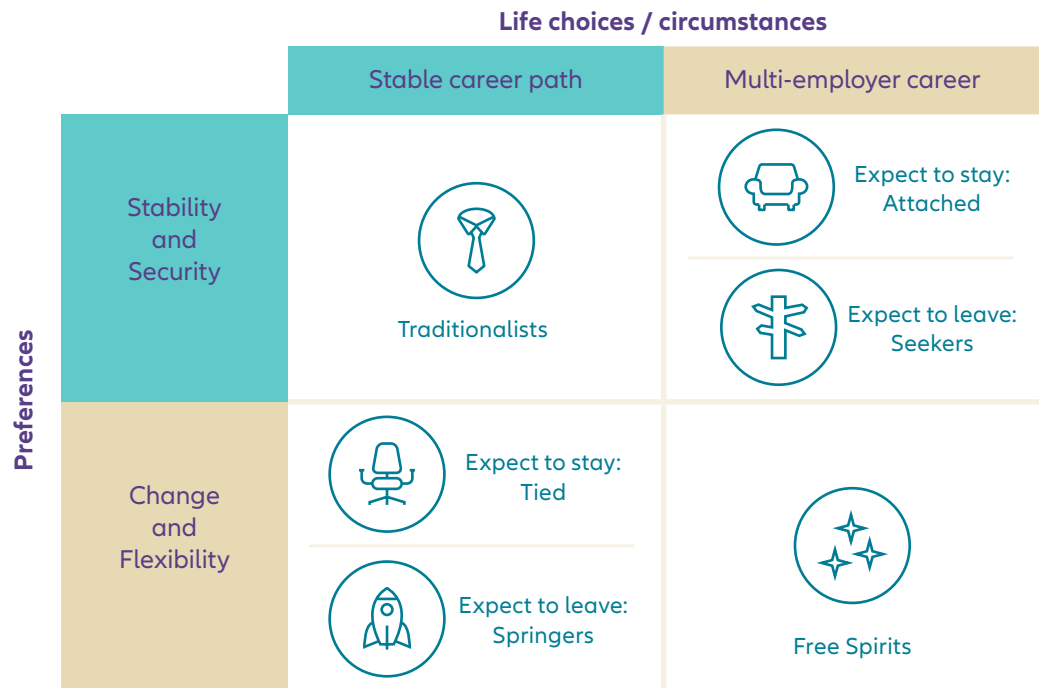 Life choices / circumstances
Stable career path
Multi-employer career
Preferences
Stability
and
Security
Traditionalists
Expect to stay:
Attached
Expect to leave:
Seekers
Change
and
Flexibility
Expect to stay:
Tied
Expect to leave:
Springers
Free Spirits